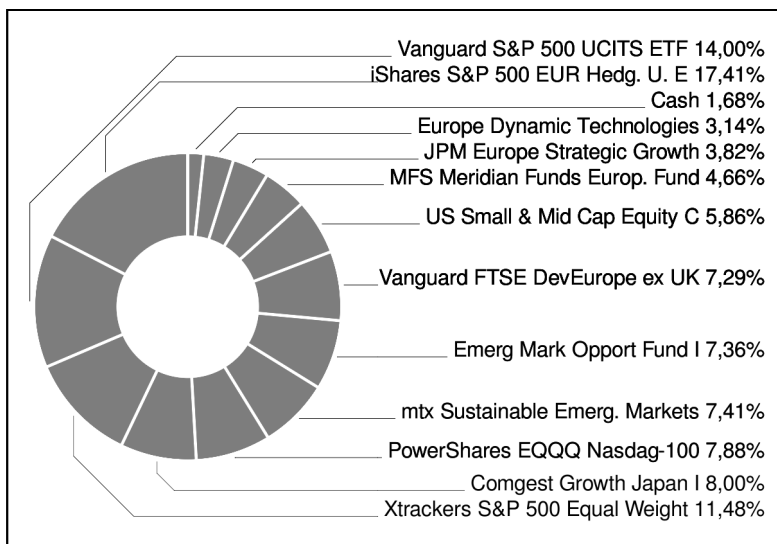 Vanguard S&P 500 UCITS ETF 14,00%
iShares S&P 500 EUR Hedg. U. E 17,41%
Cash 1,68%
Europe Dynamic Technologies 3,14%
JPM Europe Strategic Growth 3,82%
MFS Meridian Funds Europ. Fund 4,66%
US Small & Mid Cap Equity C 5,86%
Vanguard FTSE DevEurope ex UK 7,29%
Emerg Mark Opport Fund I 7,36%
mtx Sustainable Emerg. Markets 7,41%
PowerShares EQQQ Nasdag-100 7,88%
Comgest Growth Japan I 8,00%
Xtrackers S&P 500 Equal Weight 11,48%